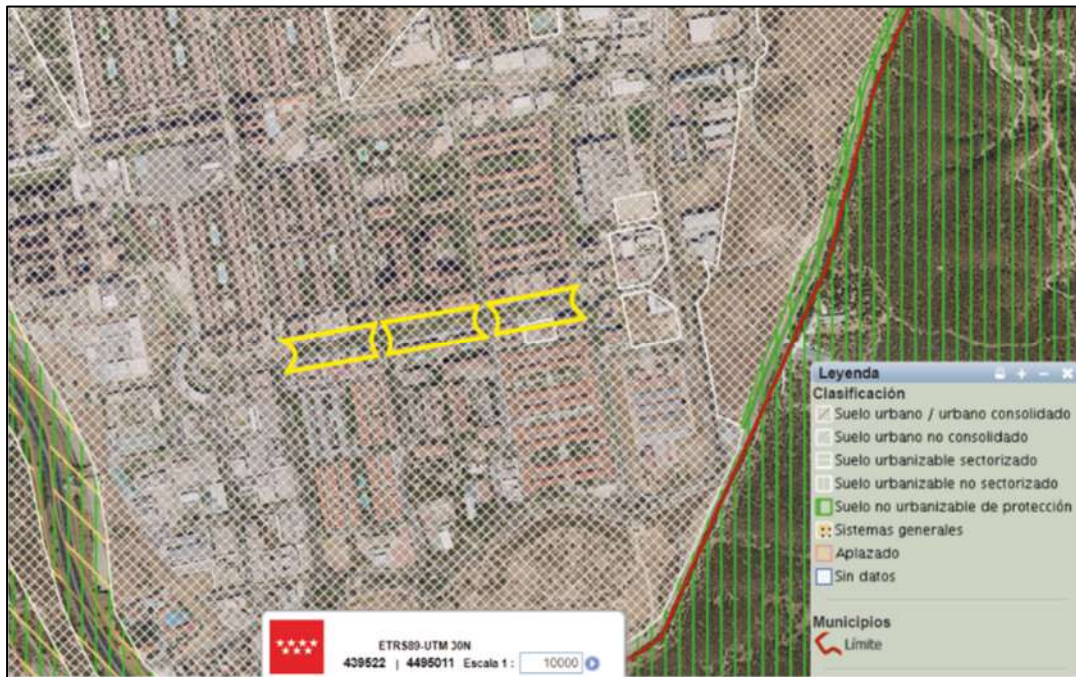 Leyenda
Clasificación
Suelo urbano / urbano consolidado
Suelo urbano no consolidado
Suelo urbanizable sectorizado
Suelo urbanizable no sectorizado
Suelo no urbanizable de protección
Sistemas generales
Aplazado
Sin datos
Municipios
Límite
ETRS89-UTM 30N
439522 | 4495011 Escala 1 : 10000